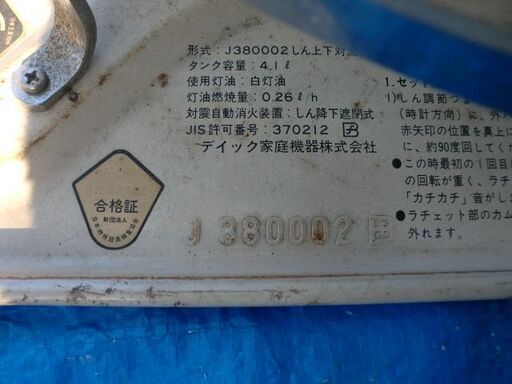 形式：J380002しん上下対流
タンク容量：4.1ℓ
使用灯油：白灯油
灯油燃焼量：0.26ℓ/h
対震自動消火装置：しん降下遮閉式
JIS許可番号：370212
デイック家庭機器株式会社
合格証
財団法人
J 380002
1.セット
1)しん調節つま
(時計方向)に、外
赤矢印の位置を真上に
に、約90度回してくだ
●この時最初の1回目
の回転が重く、ラチ
「カチカチ」音がし
●ラチェット部のカム
外れます。